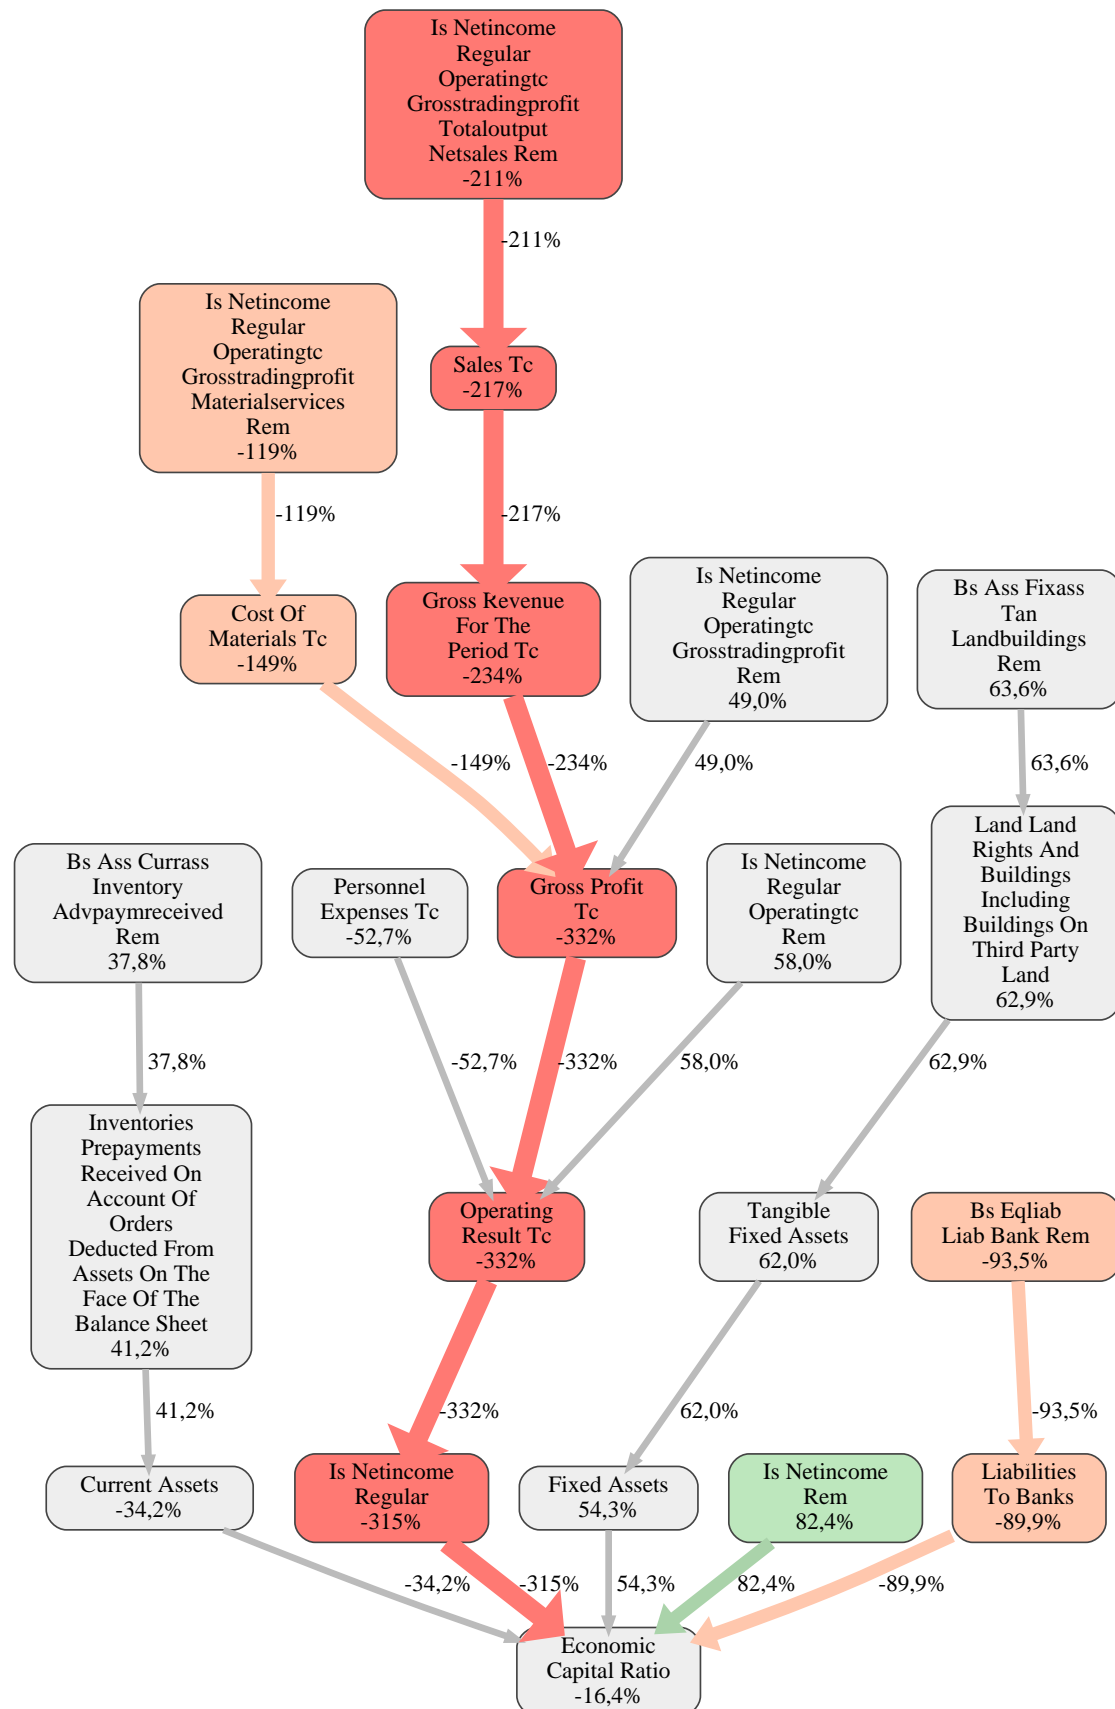 Is Netincome
Regular
Operatingtc
Grosstradingprofit
Totaloutput
Netsales Rem
-211%
-211%
Is Netincome
Regular
Operatingtc
Grosstradingprofit
Materialservices
Rem
-119%
Sales Tc
-217%
-119%
-217%
Cost Of
Materials Tc
-149%
Gross Revenue
For The
Period Tc
-234%
Is Netincome
Regular
Operatingtc
Grosstradingprofit
Rem
49,0%
Bs Ass Fixass
Tan
Landbuildings
Rem
63,6%
-149%
-234%
49,0%
63,6%
Bs Ass Currass
Inventory
Advpaymreceived
Rem
37,8%
Personnel
Expenses Tc
-52,7%
Gross Profit
Tc
-332%
Is Netincome
Regular
Operatingtc
Rem
58,0%
Land Land
Rights And
Buildings
Including
Buildings On
Third Party
Land
62,9%
37,8%
-52,7%
-332%
58,0%
62,9%
Inventories
Prepayments
Received On
Account Of
Orders
Deducted From
Assets On The
Face Of The
Balance Sheet
41,2%
Operating
Result Tc
-332%
Tangible
Fixed Assets
62,0%
Bs Eqliab
Liab Bank Rem
-93,5%
41,2%
-332%
62,0%
-93,5%
Current Assets
-34,2%
Is Netincome
Regular
-315%
Fixed Assets
54,3%
Is Netincome
Rem
82,4%
Liabilities
To Banks
-89,9%
-34,2%
-315%
54,3%
82,4%
-89,9%
Economic
Capital Ratio
-16,4%